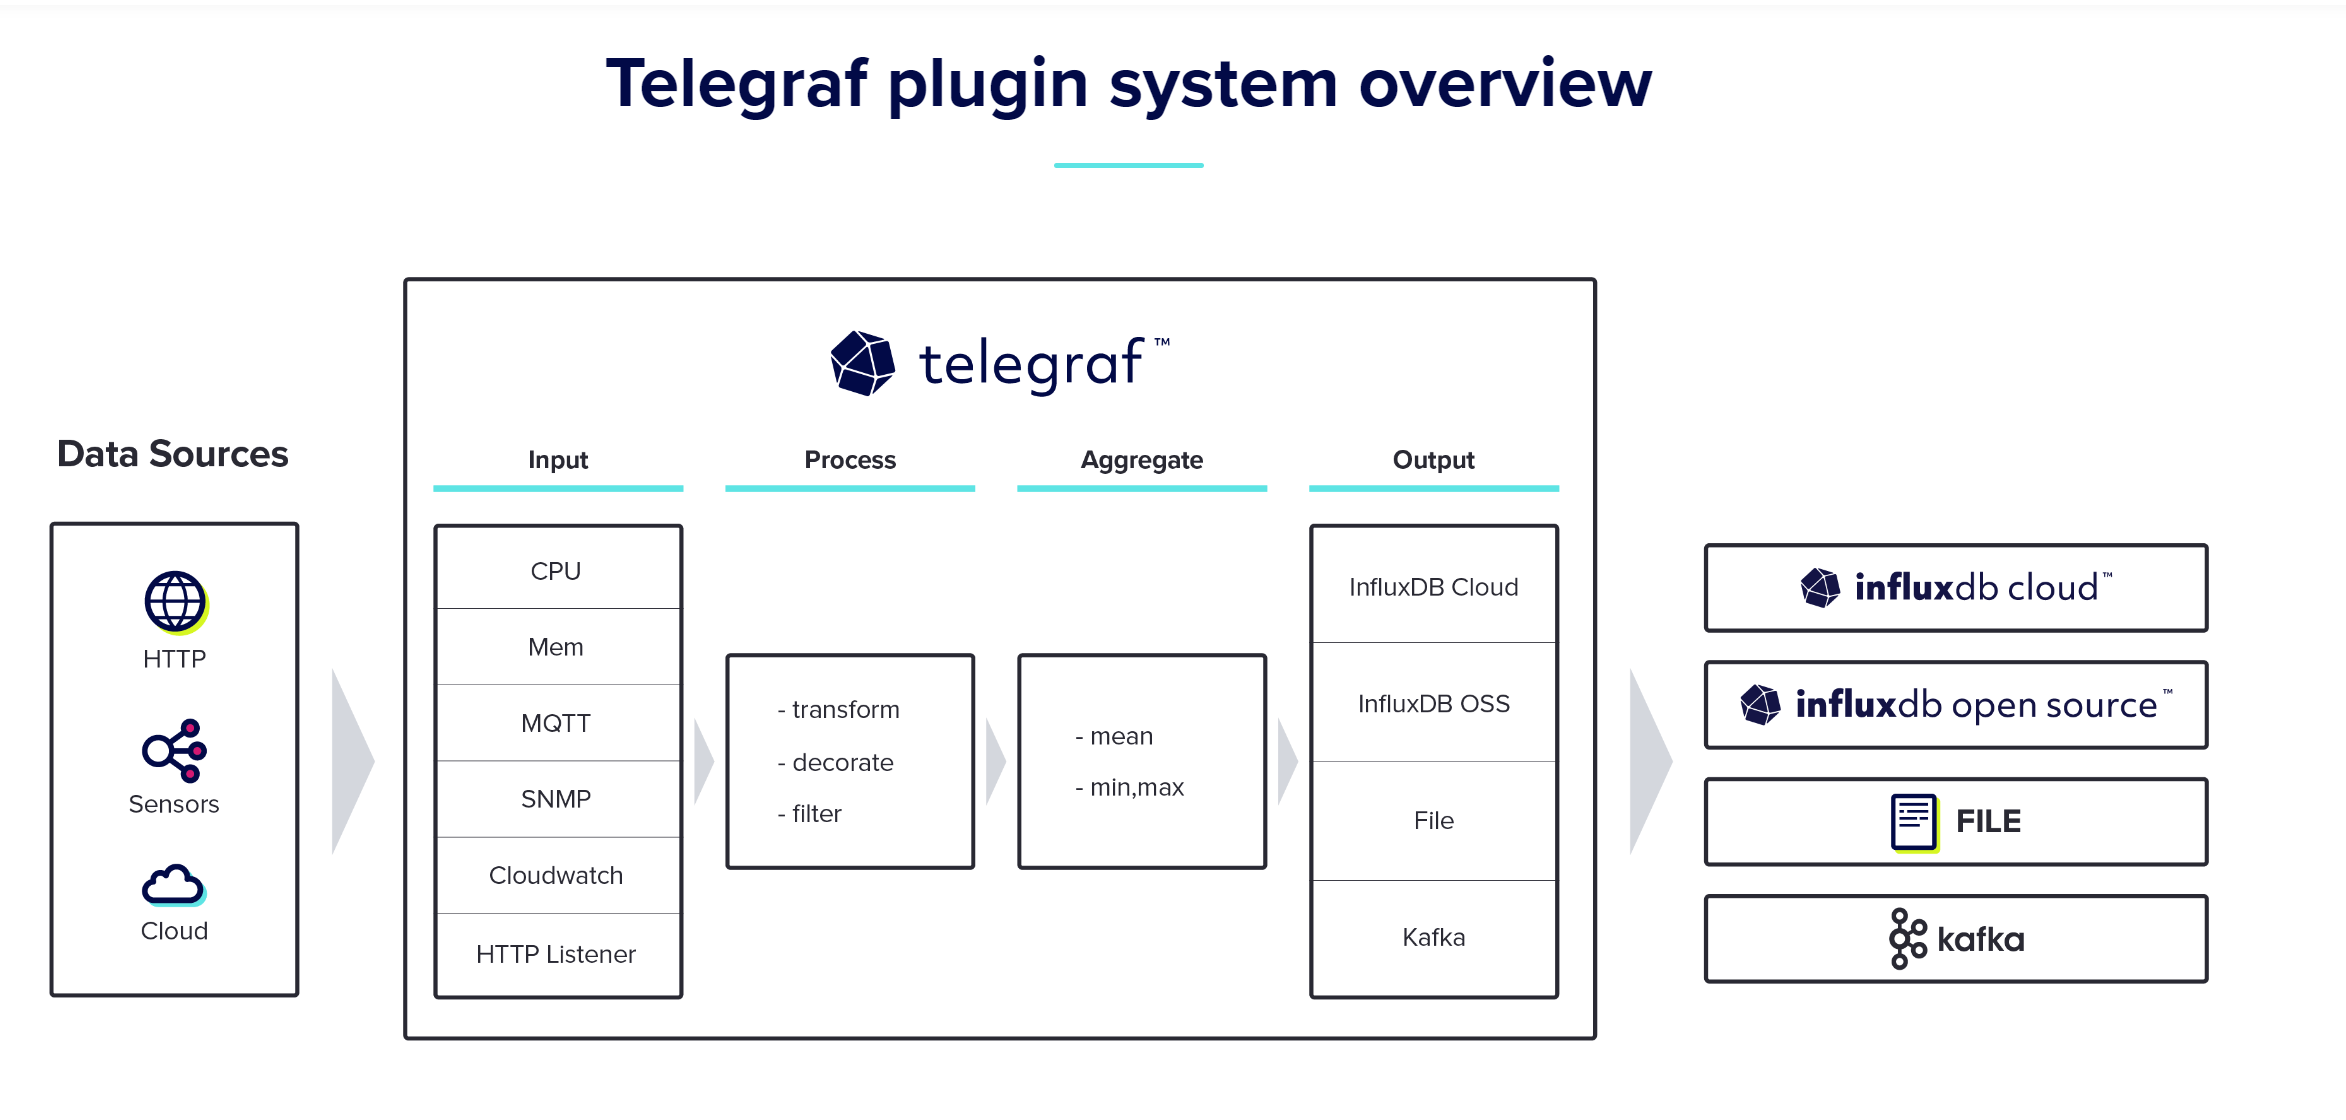 Telegraf plugin system overview
telegraf™
Data Sources
HTTP
Sensors
Cloud
Input
CPU
Mem
MQTT
SNMP
Cloudwatch
HTTP Listener
Process
- transform
- decorate
- filter
Aggregate
- mean
- min,max
Output
InfluxDB Cloud
InfluxDB OSS
File
Kafka
influxdb cloud™
influxdb open source™
FILE
kafka